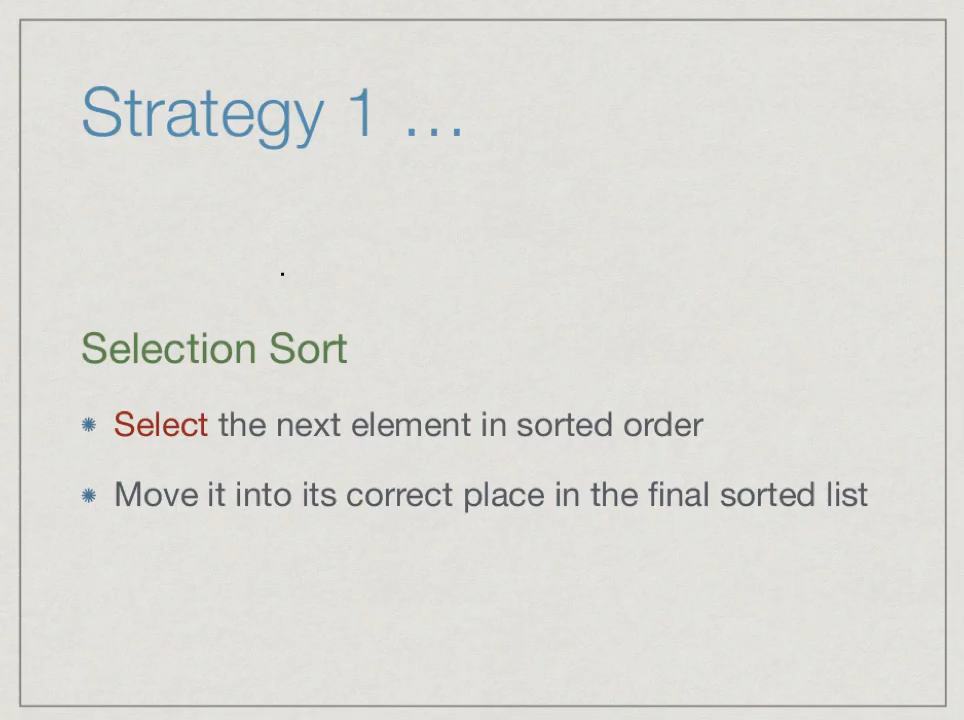 Strategy 1 …
Selection Sort
Select the next element in sorted order
Move it into its correct place in the final sorted list